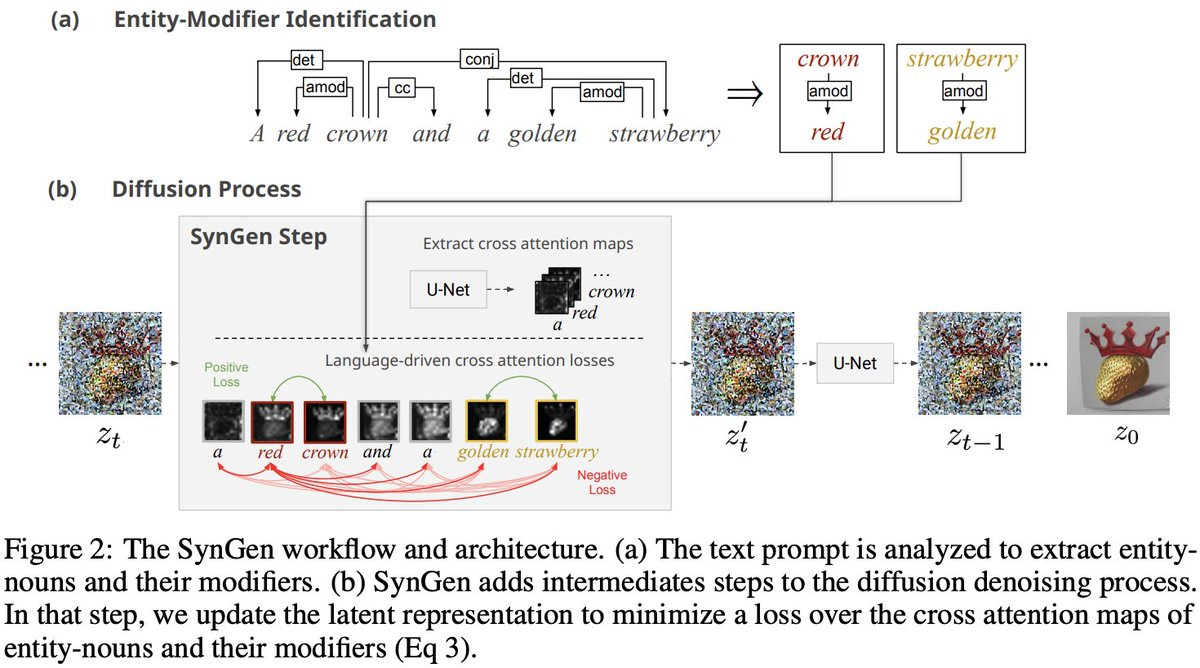 (a) Entity-Modifier Identification
det
conj
det
amod
cc
amod
A red crown and a golden strawberry
⇒
crown
amod
red
strawberry
amod
golden
(b) Diffusion Process
SynGen Step
Extract cross attention maps
U-Net
...
crown
red
a
Language-driven cross attention losses
Positive
Loss
a red crown and a golden strawberry
Negative
Loss
...
z_t
z'_t
U-Net
z_{t−1}
...
z_0
Figure 2: The SynGen workflow and architecture. (a) The text prompt is analyzed to extract entity-
nouns and their modifiers. (b) SynGen adds intermediates steps to the diffusion denoising process.
In that step, we update the latent representation to minimize a loss over the cross attention maps of
entity-nouns and their modifiers (Eq 3).